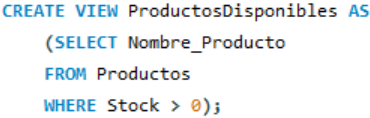 CREATE VIEW ProductosDisponibles AS
(SELECT Nombre_Producto
FROM Productos
WHERE Stock > 0);